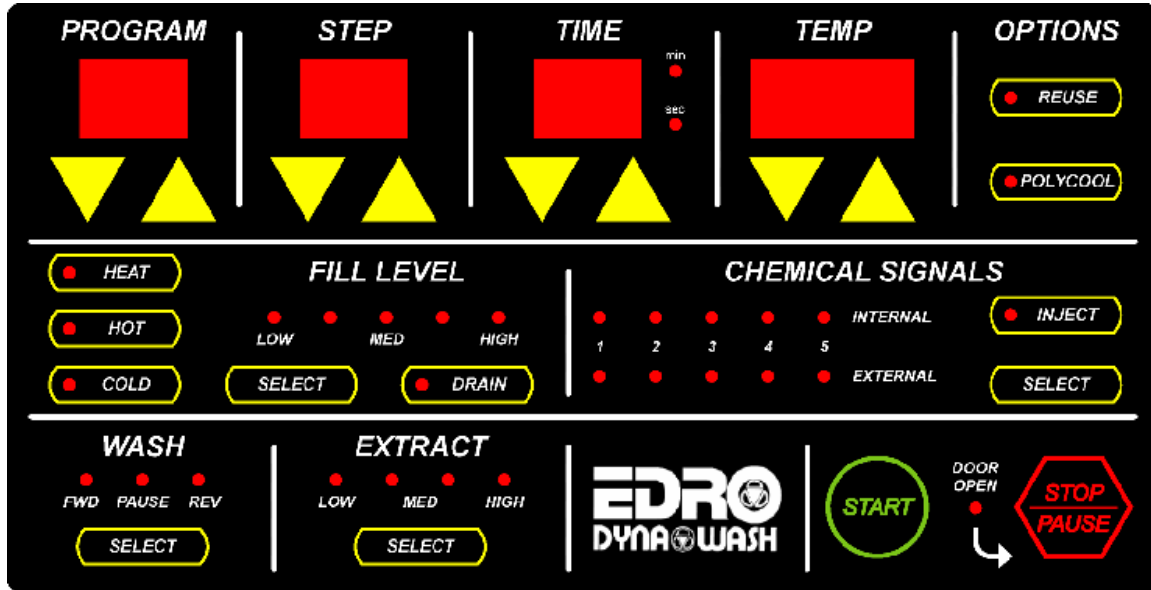 PROGRAM STEP TIME TEMP OPTIONS
min
sec
REUSE
POLYCOOL
HEAT FILL LEVEL CHEMICAL SIGNALS
HOT INTERNAL INJECT
LOW MED HIGH 1 2 3 4 5
COLD SELECT DRAIN EXTERNAL SELECT
WASH EXTRACT
FWD PAUSE REV LOW MED HIGH
SELECT SELECT
EDRO
DYNA WASH
START
DOOR
OPEN
STOP
PAUSE